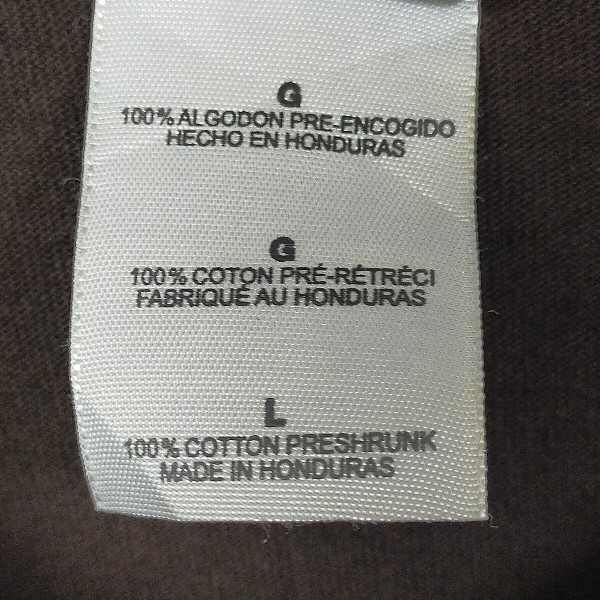 G
100% ALGODON PRE-ENCOGIDO
HECHO EN HONDURAS
G
100% COTON PRÉ-RÉTRÉCI
FABRIQUÉ AU HONDURAS
L
100% COTTON PRESHRUNK
MADE IN HONDURAS